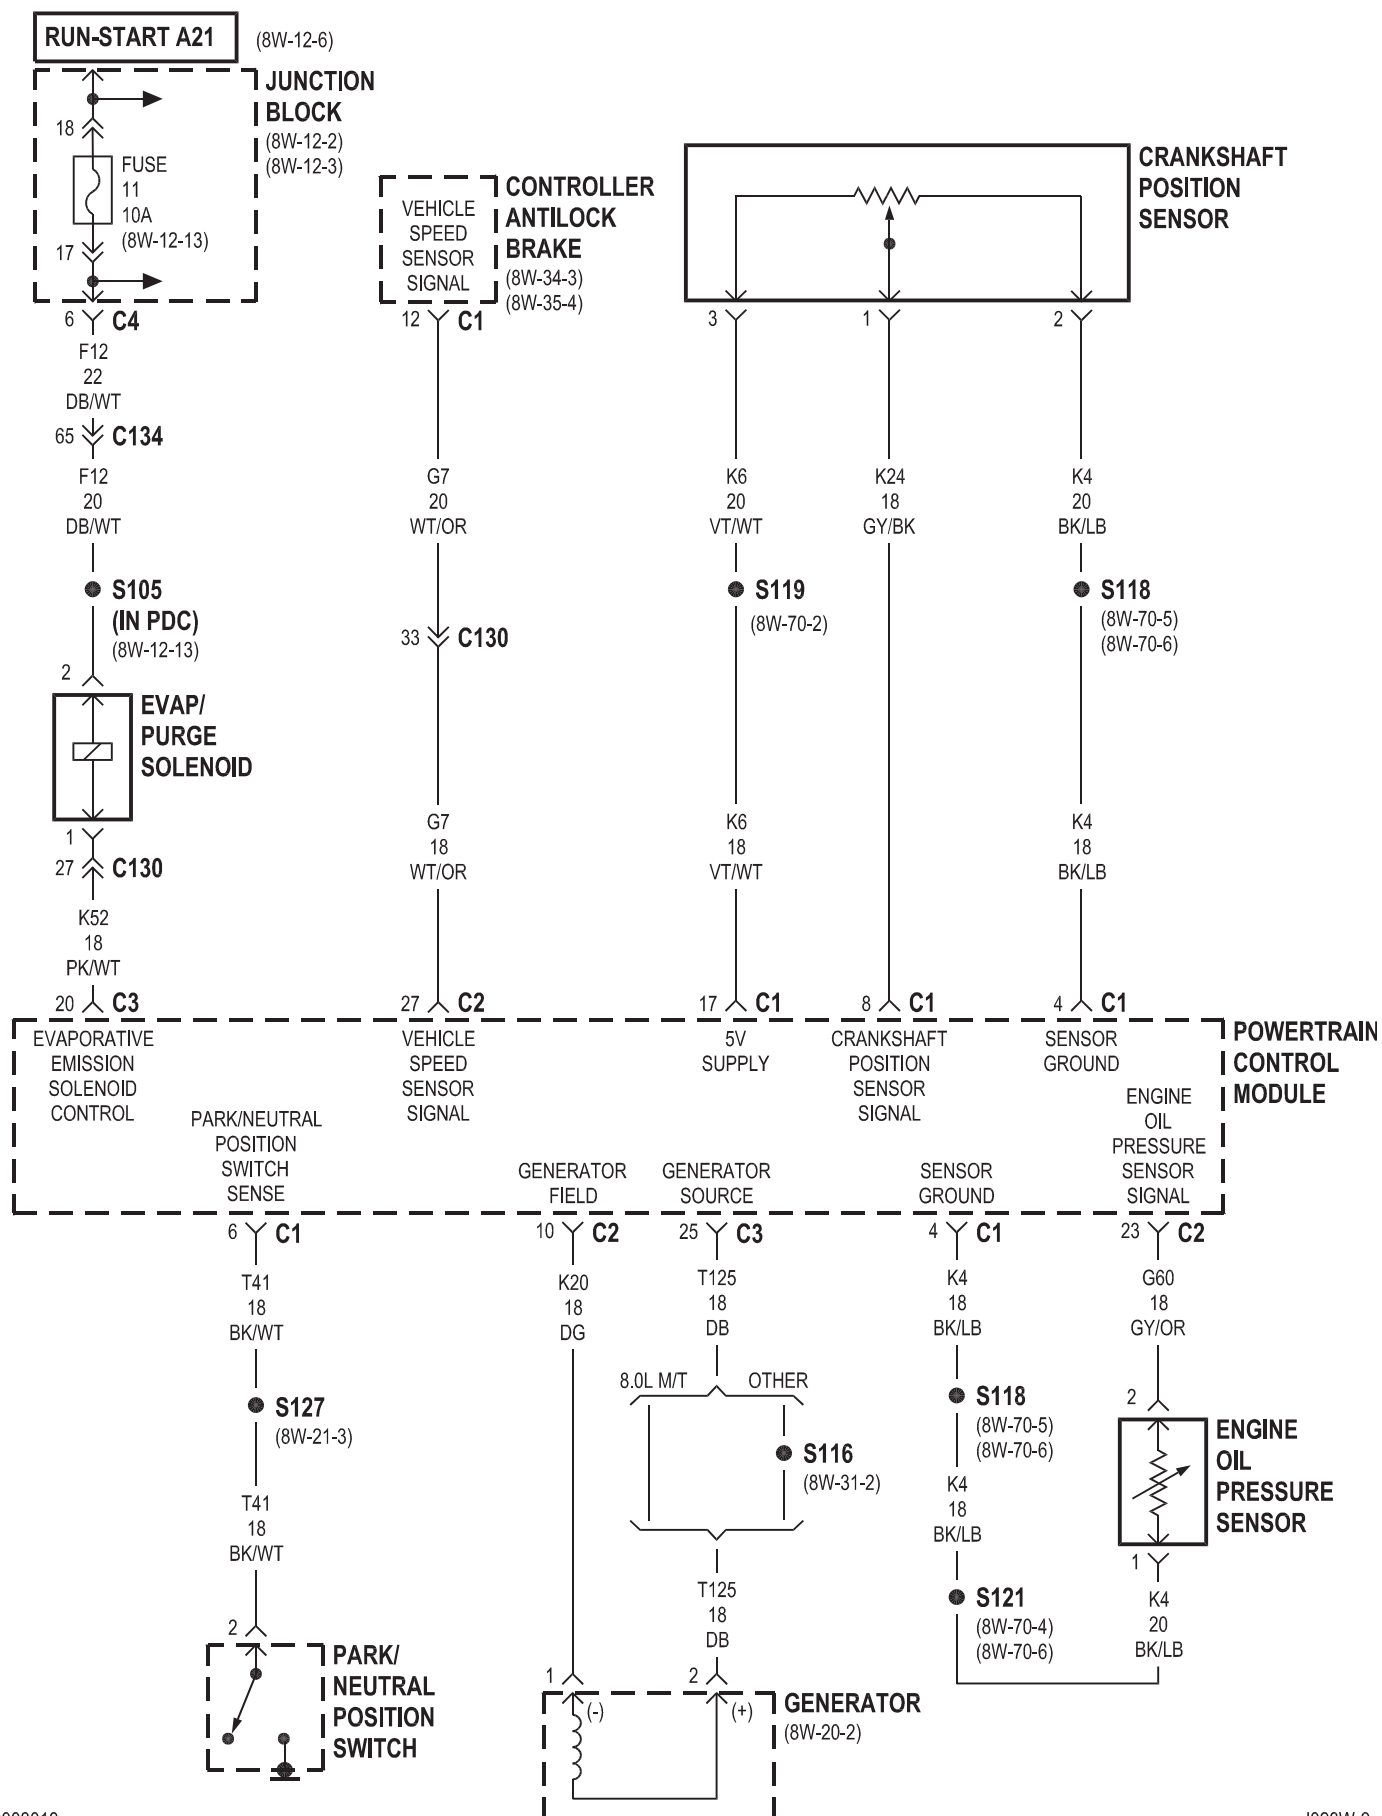 RUN-START A21 (8W-12-6)
JUNCTION
BLOCK
(8W-12-2)
(8W-12-3)
18
FUSE
11
10A
(8W-12-13)
17
6 C4
F12
22
DB/WT
65 C134
F12
20
DB/WT
S105
(IN PDC)
(8W-12-13)
2
EVAP/
PURGE
SOLENOID
1
27 C130
K52
18
PK/WT
20 C3
VEHICLE
SPEED
SENSOR
SIGNAL
CONTROLLER
ANTILOCK
BRAKE
(8W-34-3)
(8W-35-4)
12 C1
G7
20
WT/OR
33 C130
G7
18
WT/OR
27 C2
CRANKSHAFT
POSITION
SENSOR
3
K6
20
VT/WT
S119
(8W-70-2)
K6
18
VT/WT
17 C1
1
K24
18
GY/BK
8 C1
2
K4
20
BK/LB
S118
(8W-70-5)
(8W-70-6)
K4
18
BK/LB
4 C1
POWERTRAIN
CONTROL
MODULE
EVAPORATIVE
EMISSION
SOLENOID
CONTROL
VEHICLE
SPEED
SENSOR
SIGNAL
5V
SUPPLY
CRANKSHAFT
POSITION
SENSOR
SIGNAL
SENSOR
GROUND
PARK/NEUTRAL
POSITION
SWITCH
SENSE
GENERATOR
FIELD
GENERATOR
SOURCE
SENSOR
GROUND
ENGINE
OIL
PRESSURE
SENSOR
SIGNAL
6 C1
T41
18
BK/WT
S127
(8W-21-3)
T41
18
BK/WT
2
PARK/
NEUTRAL
POSITION
SWITCH
10 C2
K20
18
DG
1
(-)
25 C3
T125
18
DB
8.0L M/T OTHER
S116
(8W-31-2)
T125
18
DB
2
(+)
GENERATOR
(8W-20-2)
4 C1
K4
18
BK/LB
S118
(8W-70-5)
(8W-70-6)
K4
18
BK/LB
S121
(8W-70-4)
(8W-70-6)
23 C2
G60
18
GY/OR
2
ENGINE
OIL
PRESSURE
SENSOR
1
K4
20
BK/LB